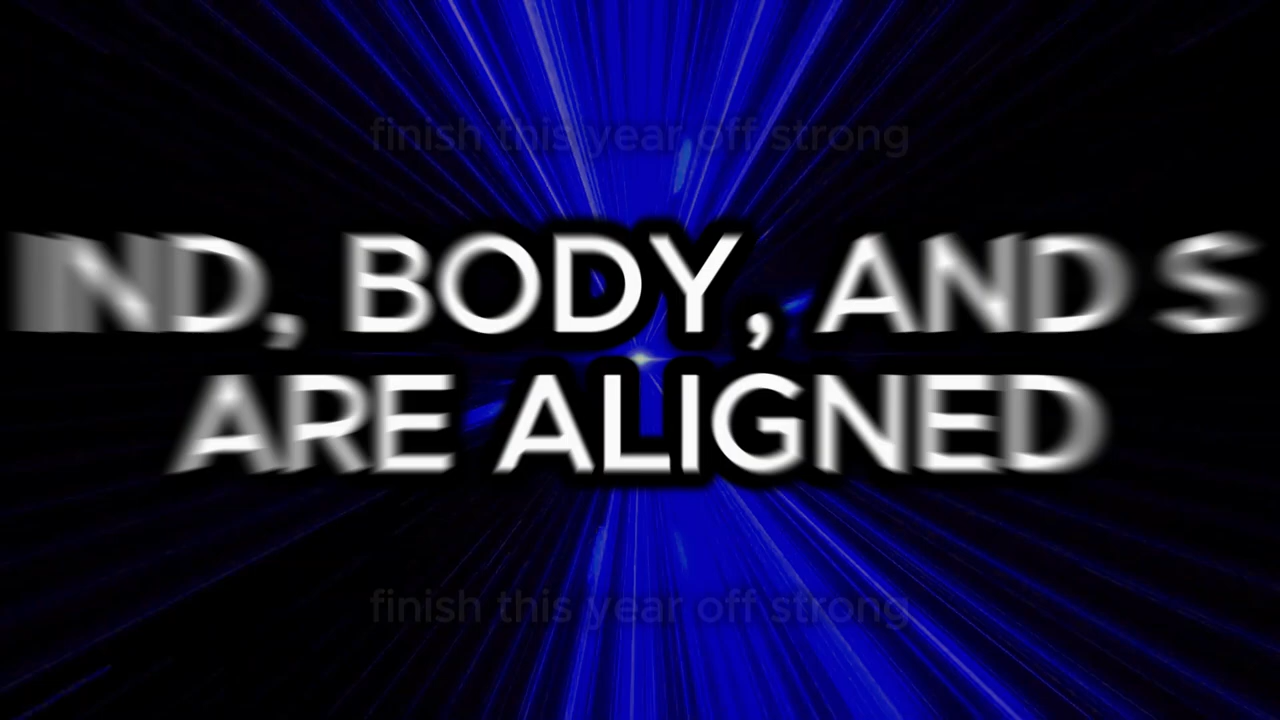 finish this year off strong
ND, BODY, AND S
ARE ALIGNED
finish this year off strong